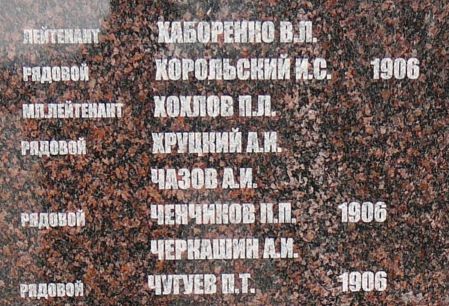 ЛЕЙТЕНАНТ ХАБОРЕНКО В.П.
РЯДОВОЙ ХОРОЛЬСКИЙ И.С. 1906
МЛ.ЛЕЙТЕНАНТ ХОХЛОВ П.Л.
РЯДОВОЙ ХРУЦКИЙ А.И.
ЧАЗОВ А.И.
РЯДОВОЙ ЧЕНЧИКОВ Н.П. 1906
ЧЕРКАШИН А.И.
РЯДОВОЙ ЧУГУЕВ П.Т. 1906